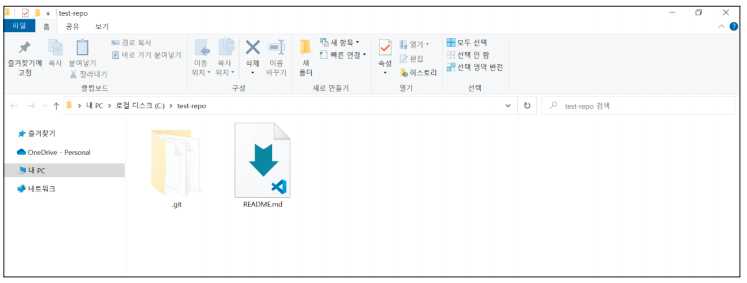 test-repo
파일 홈 공유 보기
즐겨찾기에 고정
복사
붙여넣기
경로 복사
바로 가기 붙여넣기
잘라내기
클립보드
이동 위치
복사 위치
삭제
이름 바꾸기
구성
새 폴더
새 항목
빠른 연결
새로 만들기
속성
열기
편집
히스토리
열기
모두 선택
선택 안 함
선택 영역 반전
선택
내 PC > 로컬 디스크 (C:) > test-repo
test-repo 검색
즐겨찾기
OneDrive - Personal
내 PC
네트워크
.git
README.md